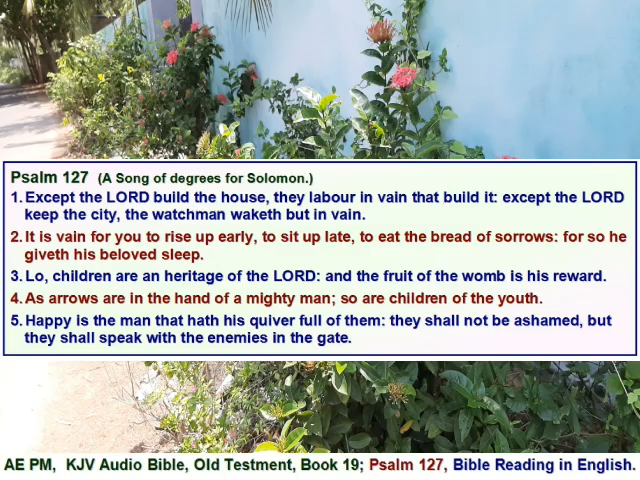 Psalm 127 (A Song of degrees for Solomon.)
1. Except the LORD build the house, they labour in vain that build it: except the LORD
keep the city, the watchman waketh but in vain.
2. It is vain for you to rise up early, to sit up late, to eat the bread of sorrows: for so he
giveth his beloved sleep.
3. Lo, children are an heritage of the LORD: and the fruit of the womb is his reward.
4. As arrows are in the hand of a mighty man; so are children of the youth.
5. Happy is the man that hath his quiver full of them: they shall not be ashamed, but
they shall speak with the enemies in the gate.
AE PM, KJV Audio Bible, Old Testment, Book 19; Psalm 127, Bible Reading in English.